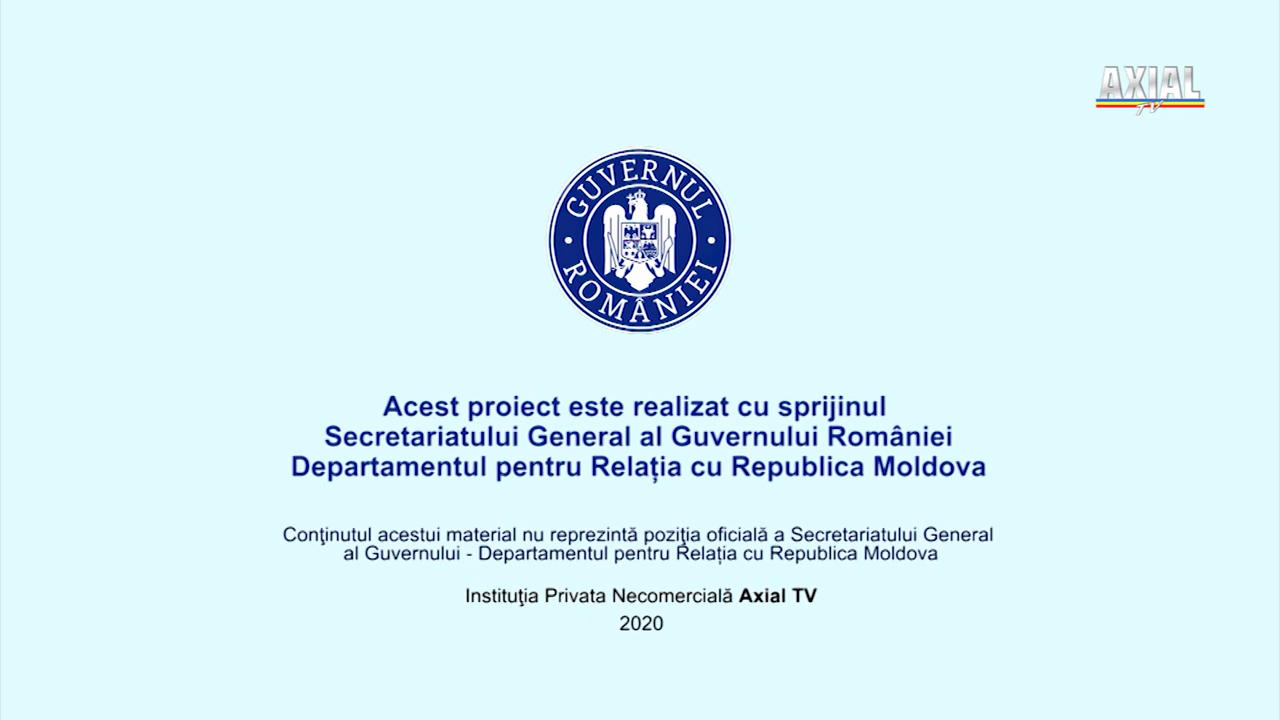 AXIAL
TV
GUVERNUL
ROMÂNIEI
Acest proiect este realizat cu sprijinul
Secretariatului General al Guvernului României
Departamentul pentru Relația cu Republica Moldova
Conţinutul acestui material nu reprezintă poziţia oficială a Secretariatului General
al Guvernului - Departamentul pentru Relația cu Republica Moldova
Instituţia Privata Necomercială Axial TV
2020